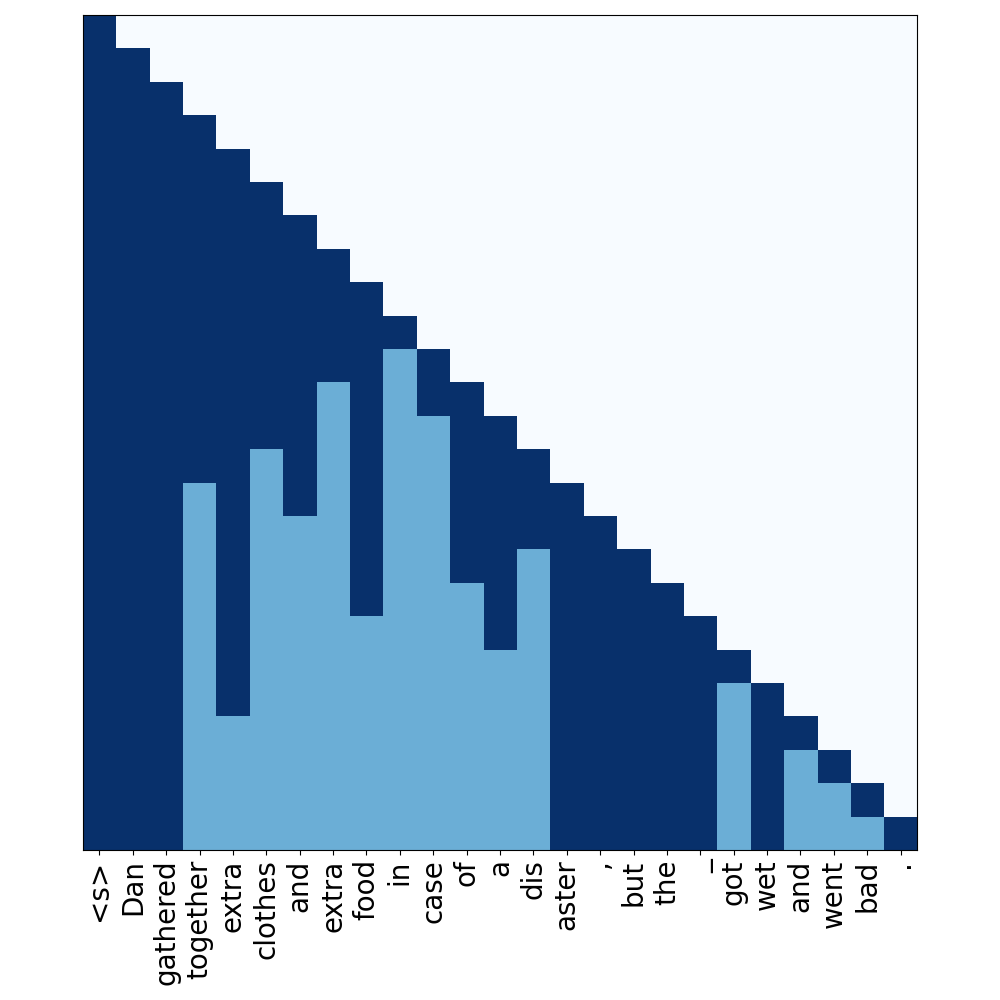 <s> Dan gathered together extra clothes and extra food in case of a dis aster , but the _ got wet and went bad .